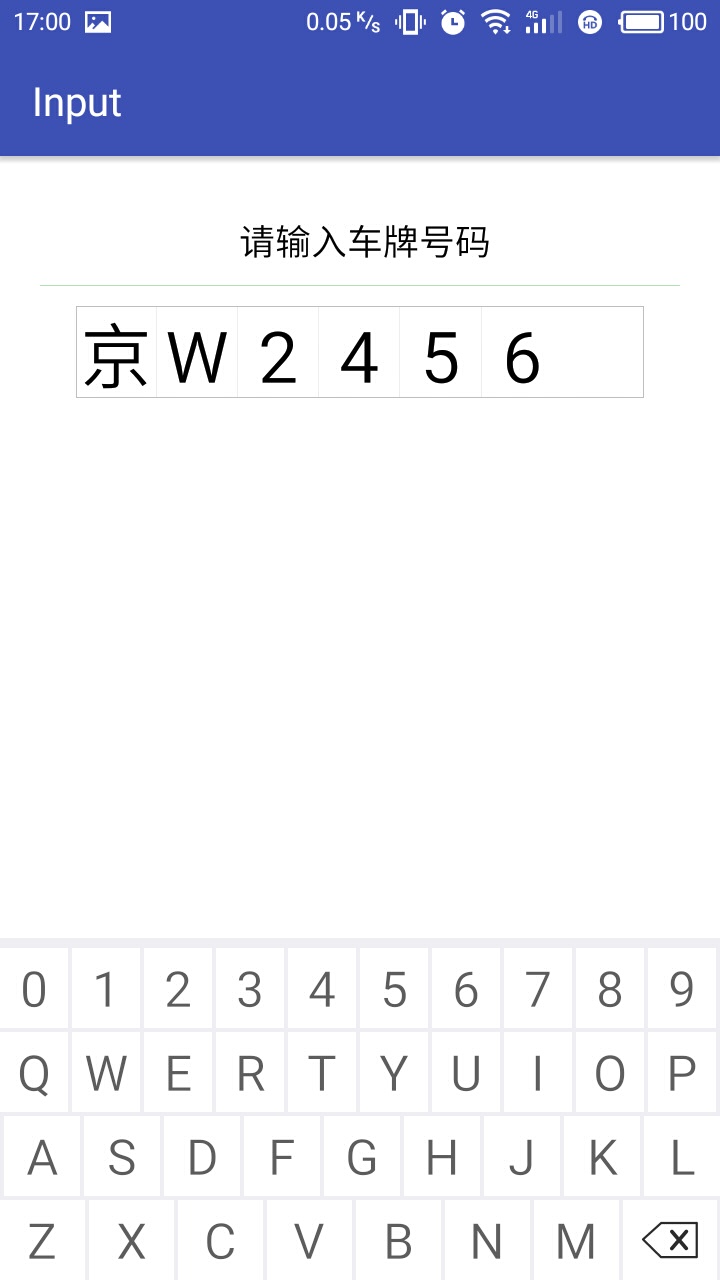 17:00 0.05 K/s 4G HD 100
Input
请输入车牌号码
京 W 2 4 5 6
0 1 2 3 4 5 6 7 8 9
Q W E R T Y U I O P
A S D F G H J K L
Z X C V B N M